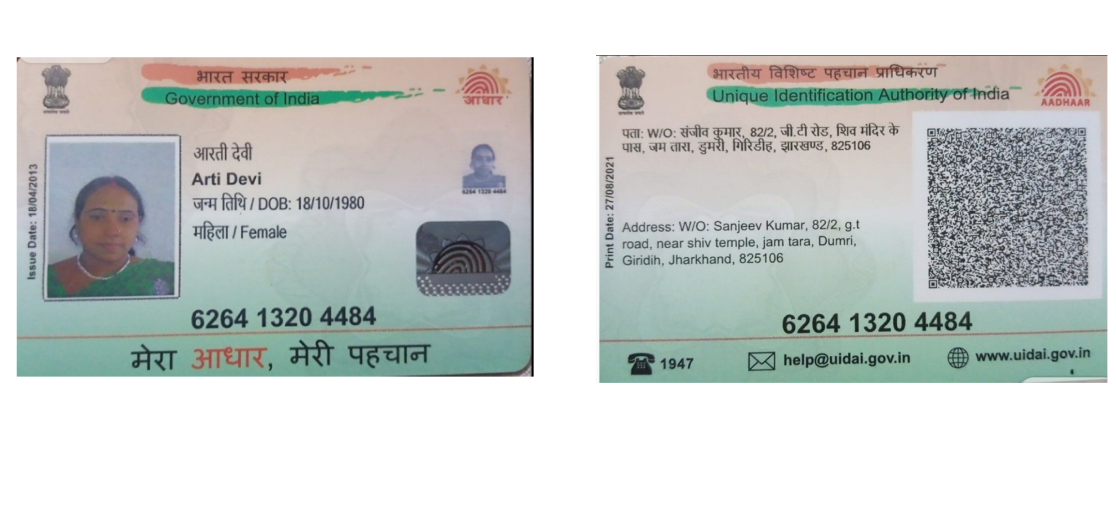 भारत सरकार
Government of India
आधार
Issue Date: 18/04/2013
आरती देवी
Arti Devi
जन्म तिथि / DOB: 18/10/1980
महिला / Female
6264 1320 4484
6264 1320 4484
मेरा आधार, मेरी पहचान
भारतीय विशिष्ट पहचान प्राधिकरण
Unique Identification Authority of India
AADHAAR
Print Date: 27/08/2021
पता: W/O: संजीव कुमार, 82/2, जी.टी रोड, शिव मंदिर के
पास, जम तारा, डुमरी, गिरिडीह, झारखण्ड, 825106
Address: W/O: Sanjeev Kumar, 82/2, g.t
road, near shiv temple, jam tara, Dumri,
Giridih, Jharkhand, 825106
6264 1320 4484
1947
help@uidai.gov.in
www.uidai.gov.in